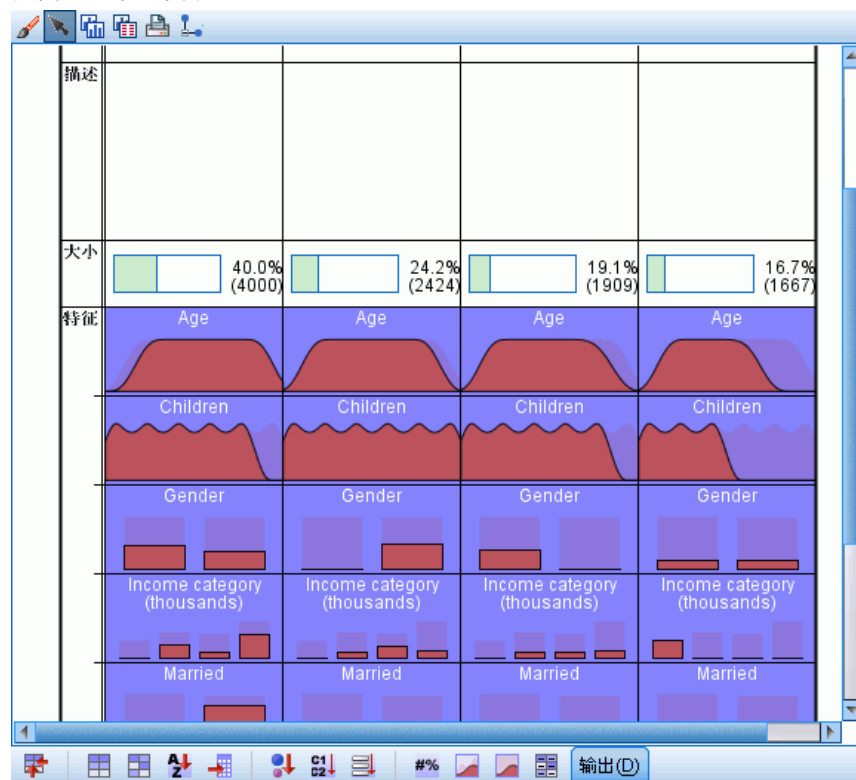 描述
大小
40.0%
(4000)
24.2%
(2424)
19.1%
(1909)
16.7%
(1667)
特征
Age Age Age Age
Children Children Children Children
Gender Gender Gender Gender
Income category
(thousands)
Income category
(thousands)
Income category
(thousands)
Income category
(thousands)
Married Married Married Married
A
Z
C1
C2
#%
输出(D)